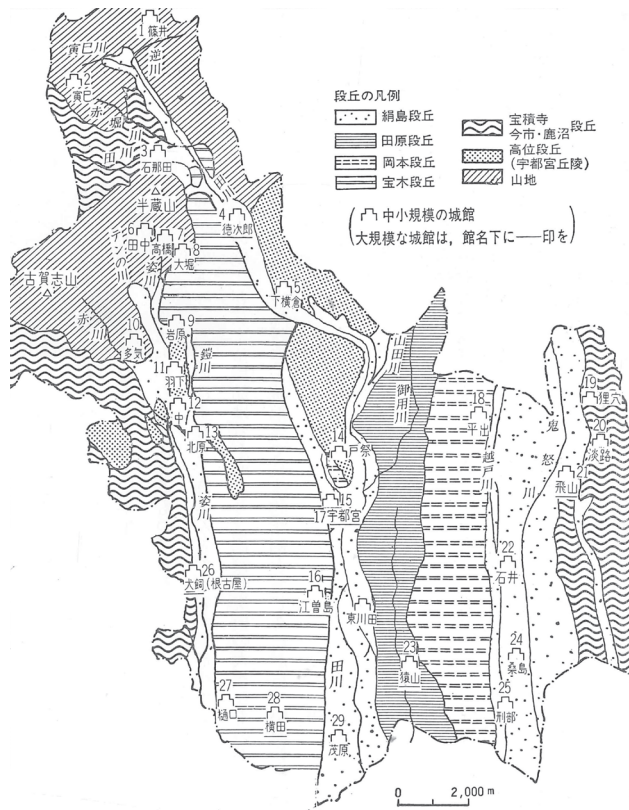 1 篠井
寅巳川
逆川
2 寅巳
赤堀川
田川
3 石那田
半蔵山
4 徳次郎
6 田中
7 高橋
8 大堀
姿川
古賀志山
赤川
5 下横倉
9 岩原
10 多気
鎧川
11 羽下
12 中
13 北原
姿川
山田川
御用川
14 戸祭
15
17 宇都宮
18 平出
越戸川
鬼怒川
19 狸穴
20 淡路
21 飛山
22 石井
26 犬飼(根古屋)
16 江曽島
東川田
田川
23 猿山
24 桑島
25 刑部
27 樋口
28 横田
29 茂原
段丘の凡例
絹島段丘
田原段丘
岡本段丘
宝木段丘
宝積寺
今市・鹿沼 段丘
高位段丘
(宇都宮丘陵)
山地
中小規模の城館
大規模な城館は,館名下に──印を
0 2,000m